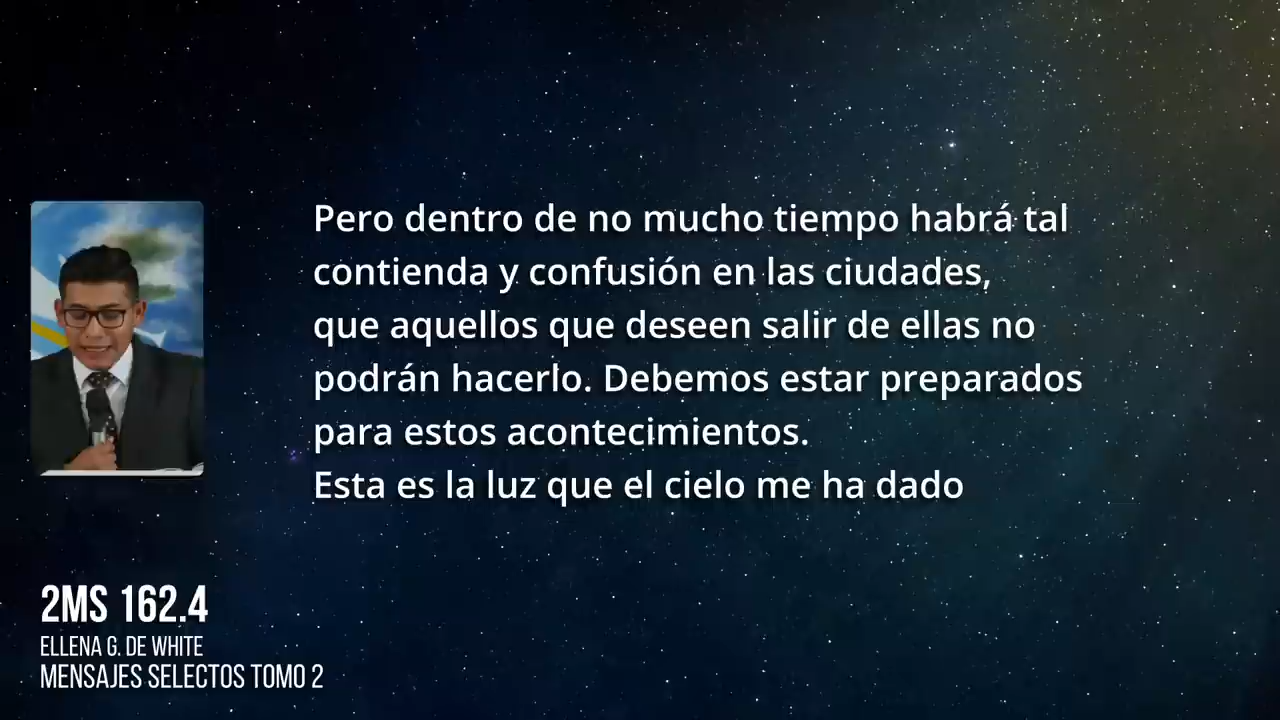 Pero dentro de no mucho tiempo habrá tal
contienda y confusión en las ciudades,
que aquellos que deseen salir de ellas no
podrán hacerlo. Debemos estar preparados
para estos acontecimientos.
Esta es la luz que el cielo me ha dado
2MS 162.4
ELLENA G. DE WHITE
MENSAJES SELECTOS TOMO 2